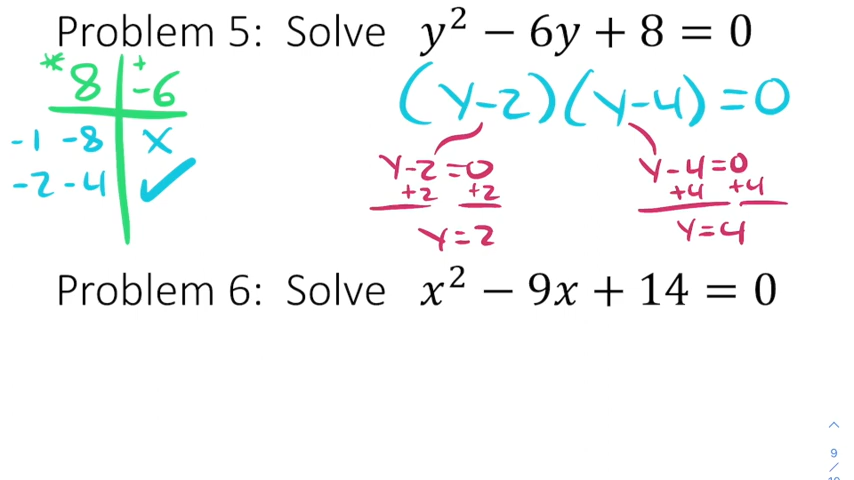 Problem 5: Solve y² − 6y + 8 = 0
* 8 + -6
(y-2)(y-4)=0
-1 -8 x
-2 -4 ✓
y-2=0 y-4=0
+2 +2 +4 +4
y=2 y=4
Problem 6: Solve x² − 9x + 14 = 0
9
/